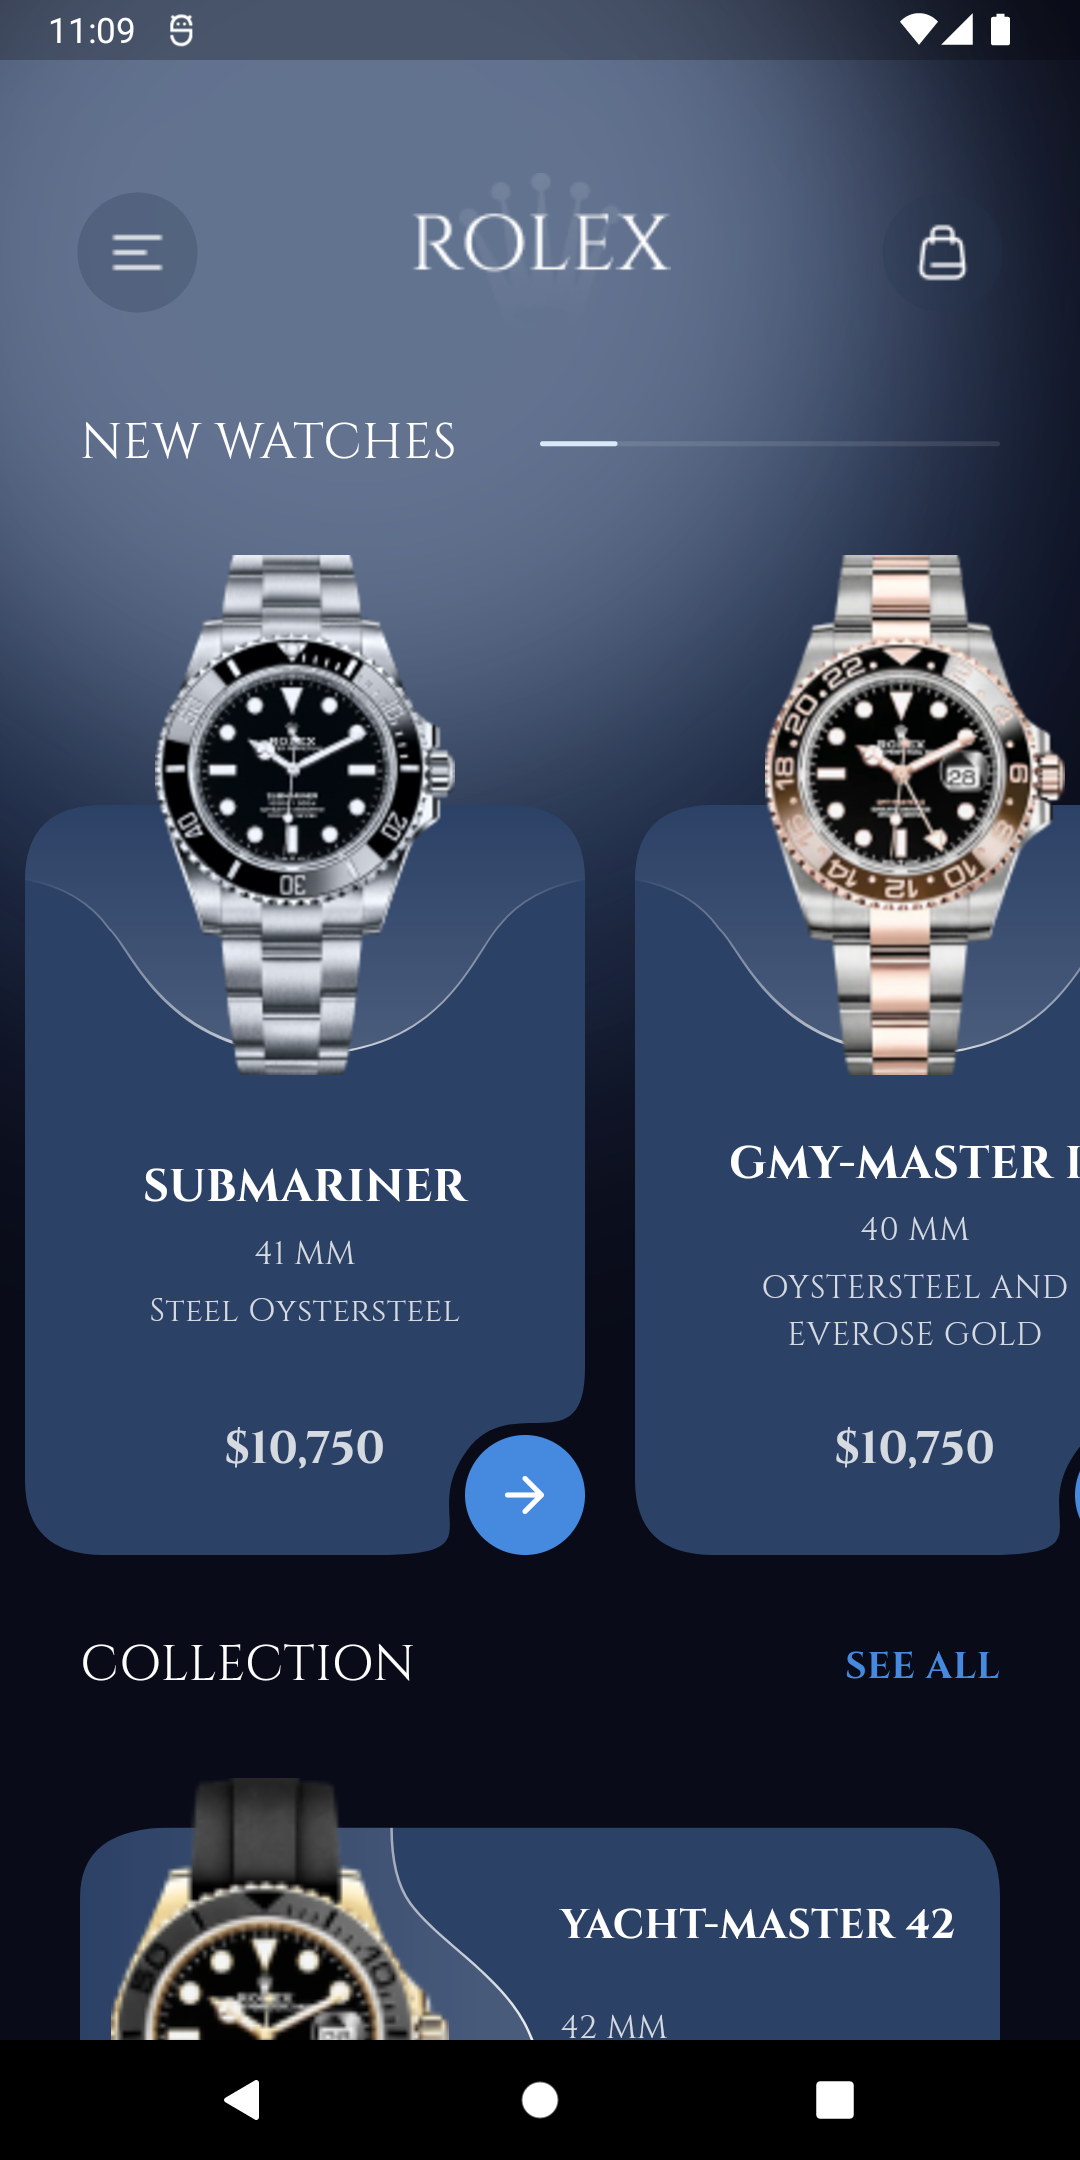 11:09
ROLEX
NEW WATCHES
SUBMARINER
41 MM
Steel Oystersteel
$10,750
GMY-MASTER I
40 MM
OYSTERSTEEL AND
EVEROSE GOLD
$10,750
COLLECTION
SEE ALL
YACHT-MASTER 42
42 MM